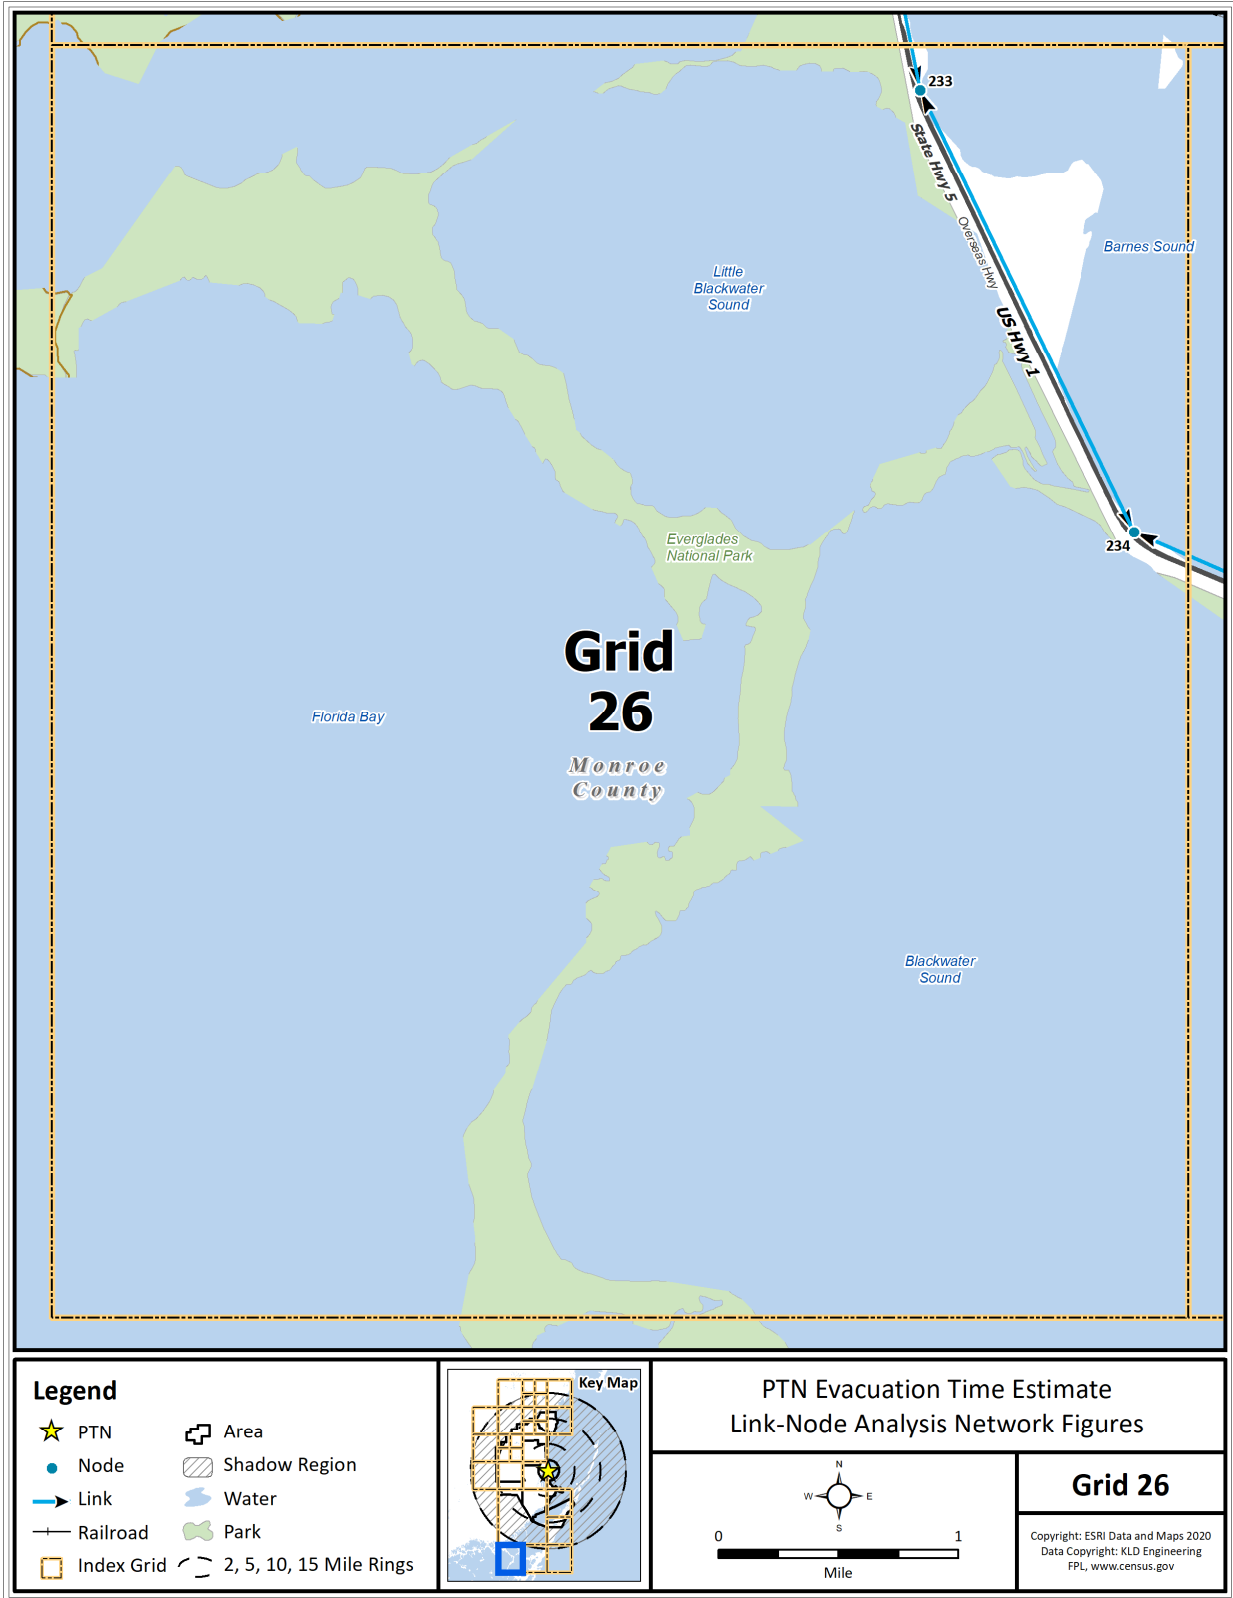 233
State Hwy 5
Overseas Hwy
Barnes Sound
Little
Blackwater
Sound
US Hwy 1
Everglades
National Park
234
Grid
26
Florida Bay
Monroe
County
Blackwater
Sound
Legend
PTN
Node
Link
Railroad
Index Grid
Area
Shadow Region
Water
Park
2, 5, 10, 15 Mile Rings
Key Map
PTN Evacuation Time Estimate
Link-Node Analysis Network Figures
N
W
E
S
0
1
Mile
Grid 26
Copyright: ESRI Data and Maps 2020
Data Copyright: KLD Engineering
FPL, www.census.gov